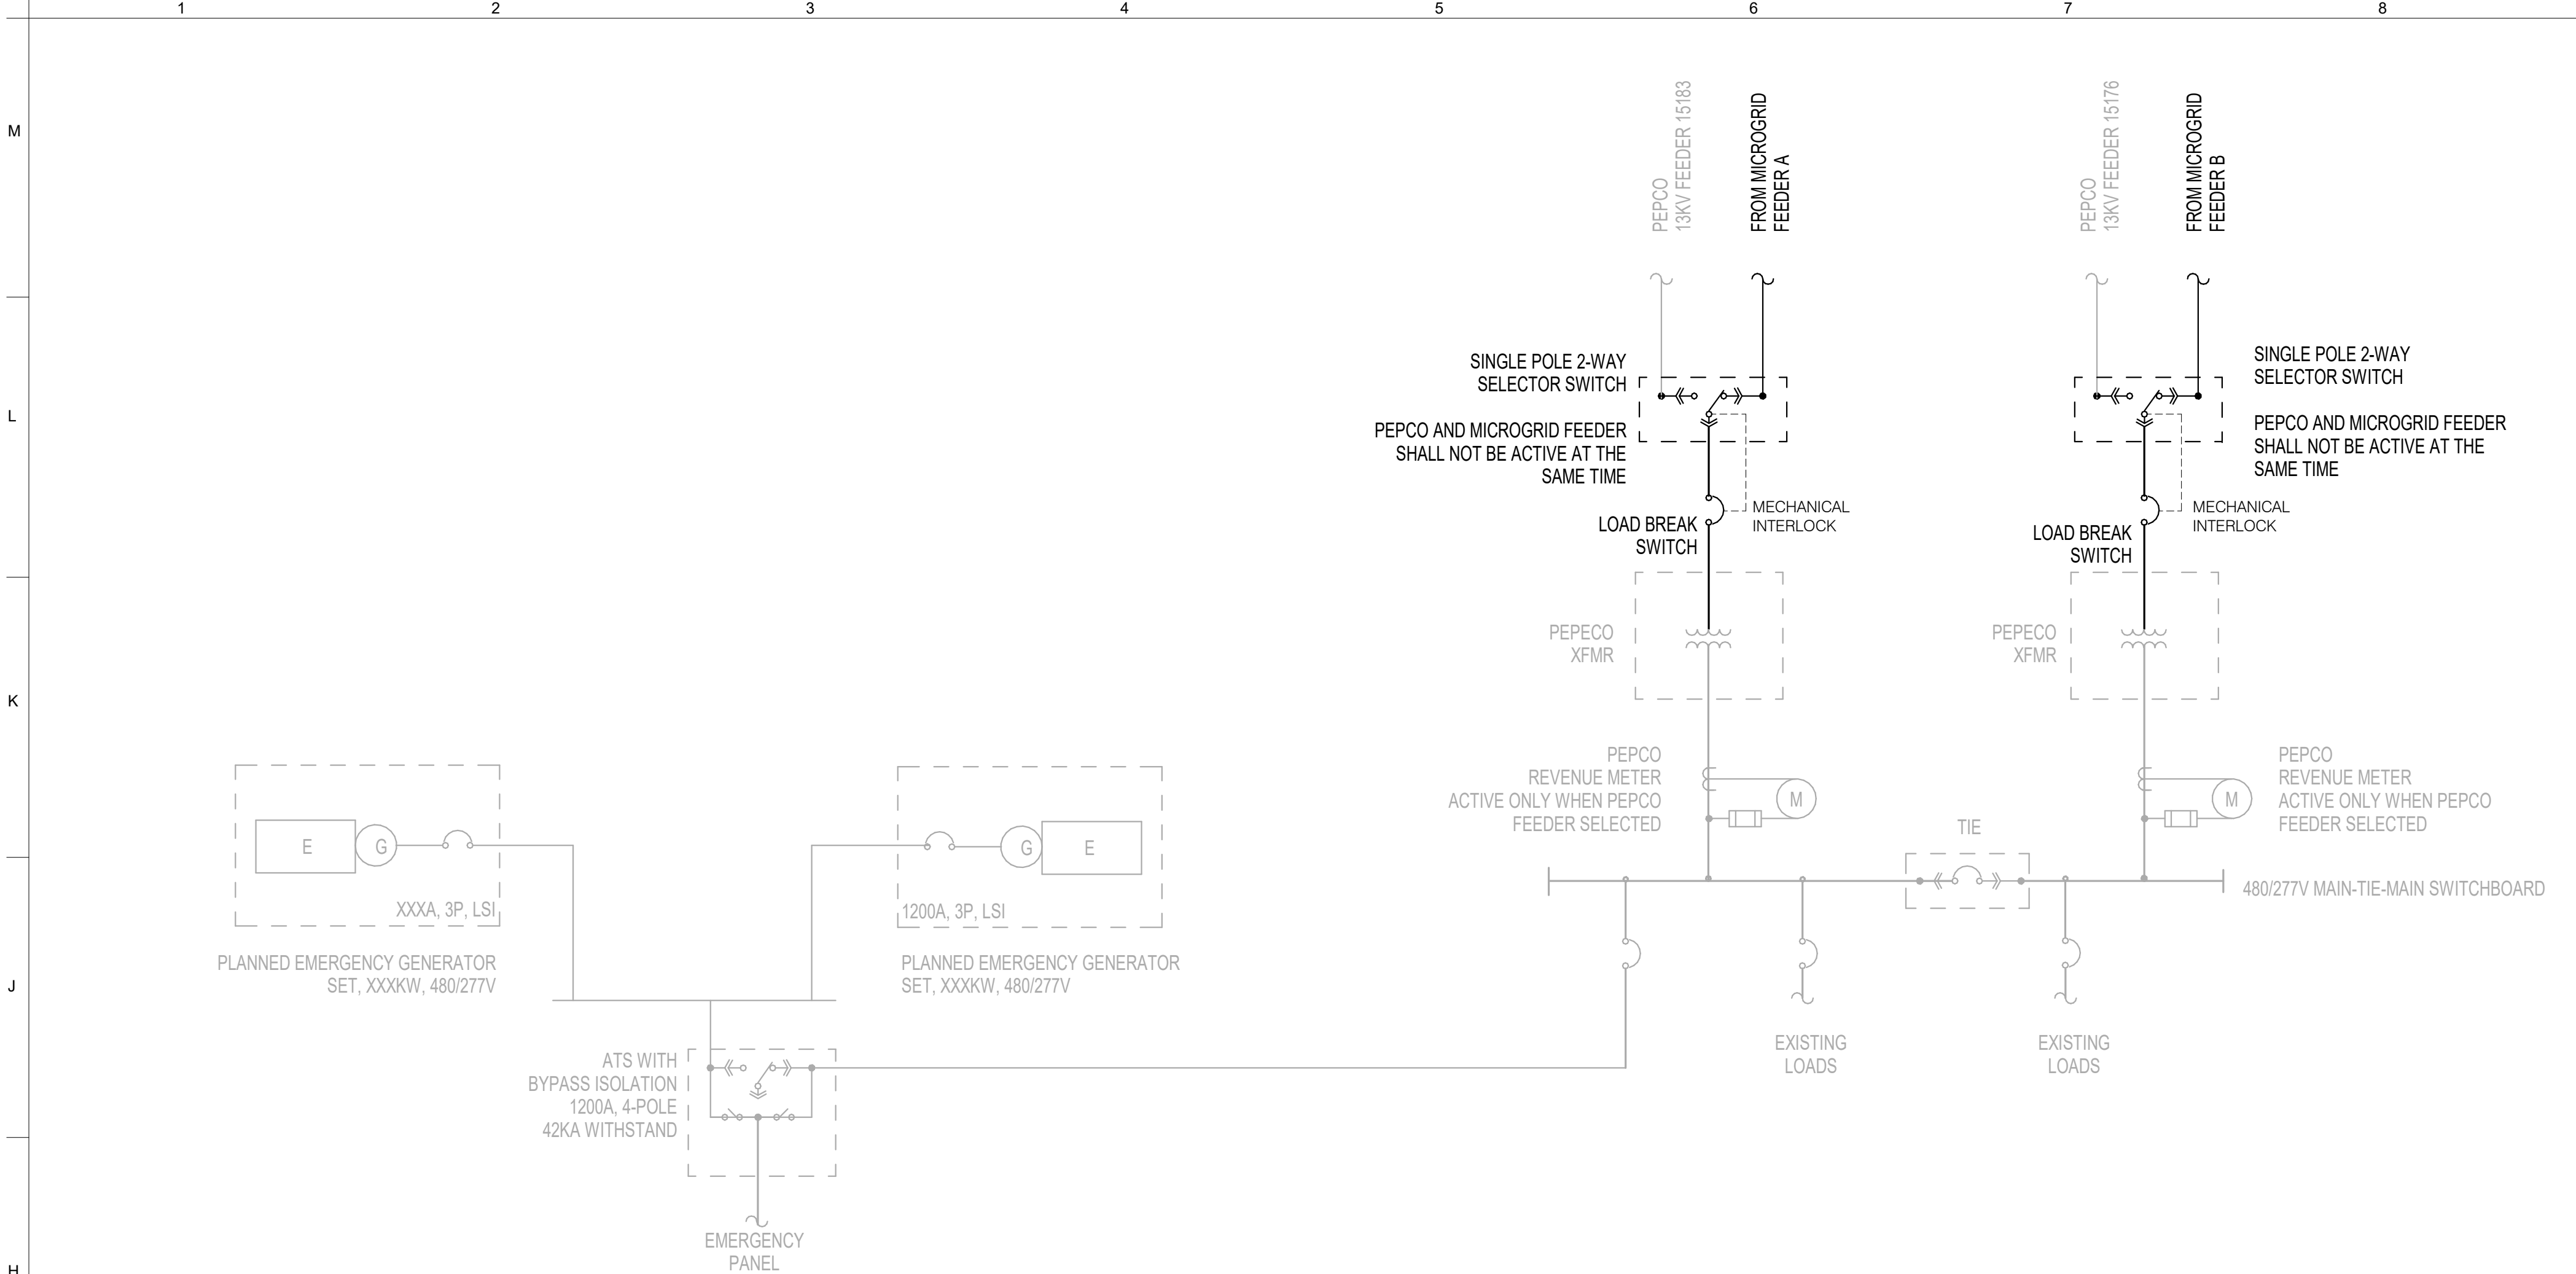 1 2 3 4 5 6 7 8
M
L
K
J
H
PEPCO
13KV FEEDER 15183
FROM MICROGRID
FEEDER A
PEPCO
13KV FEEDER 15176
FROM MICROGRID
FEEDER B
SINGLE POLE 2-WAY
SELECTOR SWITCH
PEPCO AND MICROGRID FEEDER
SHALL NOT BE ACTIVE AT THE
SAME TIME
LOAD BREAK
SWITCH
MECHANICAL
INTERLOCK
SINGLE POLE 2-WAY
SELECTOR SWITCH
PEPCO AND MICROGRID FEEDER
SHALL NOT BE ACTIVE AT THE
SAME TIME
LOAD BREAK
SWITCH
MECHANICAL
INTERLOCK
PEPECO
XFMR
PEPECO
XFMR
PEPCO
REVENUE METER
ACTIVE ONLY WHEN PEPCO
FEEDER SELECTED
M
PEPCO
REVENUE METER
ACTIVE ONLY WHEN PEPCO
FEEDER SELECTED
M
TIE
480/277V MAIN-TIE-MAIN SWITCHBOARD
E
G
XXXA, 3P, LSI
PLANNED EMERGENCY GENERATOR
SET, XXXKW, 480/277V
G
E
1200A, 3P, LSI
PLANNED EMERGENCY GENERATOR
SET, XXXKW, 480/277V
EXISTING
LOADS
EXISTING
LOADS
ATS WITH
BYPASS ISOLATION
1200A, 4-POLE
42KA WITHSTAND
EMERGENCY
PANEL